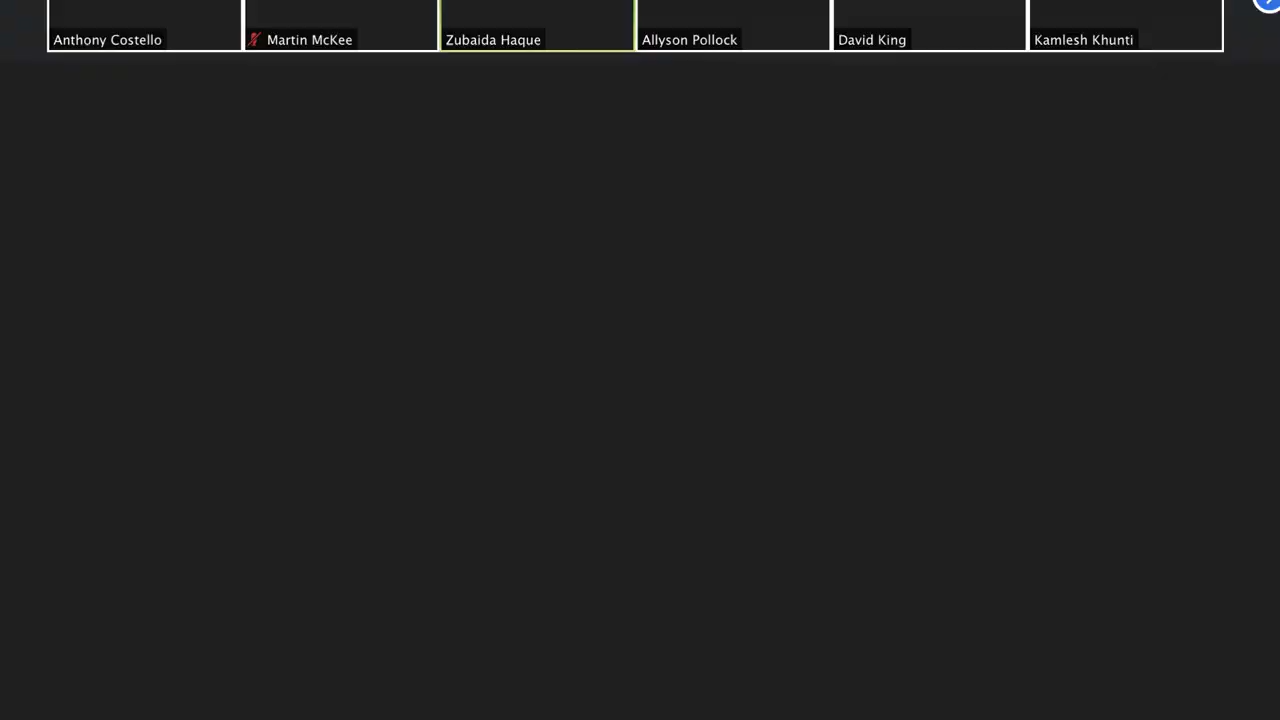 Anthony Costello
Martin McKee
Zubaida Haque
Allyson Pollock
David King
Kamlesh Khunti